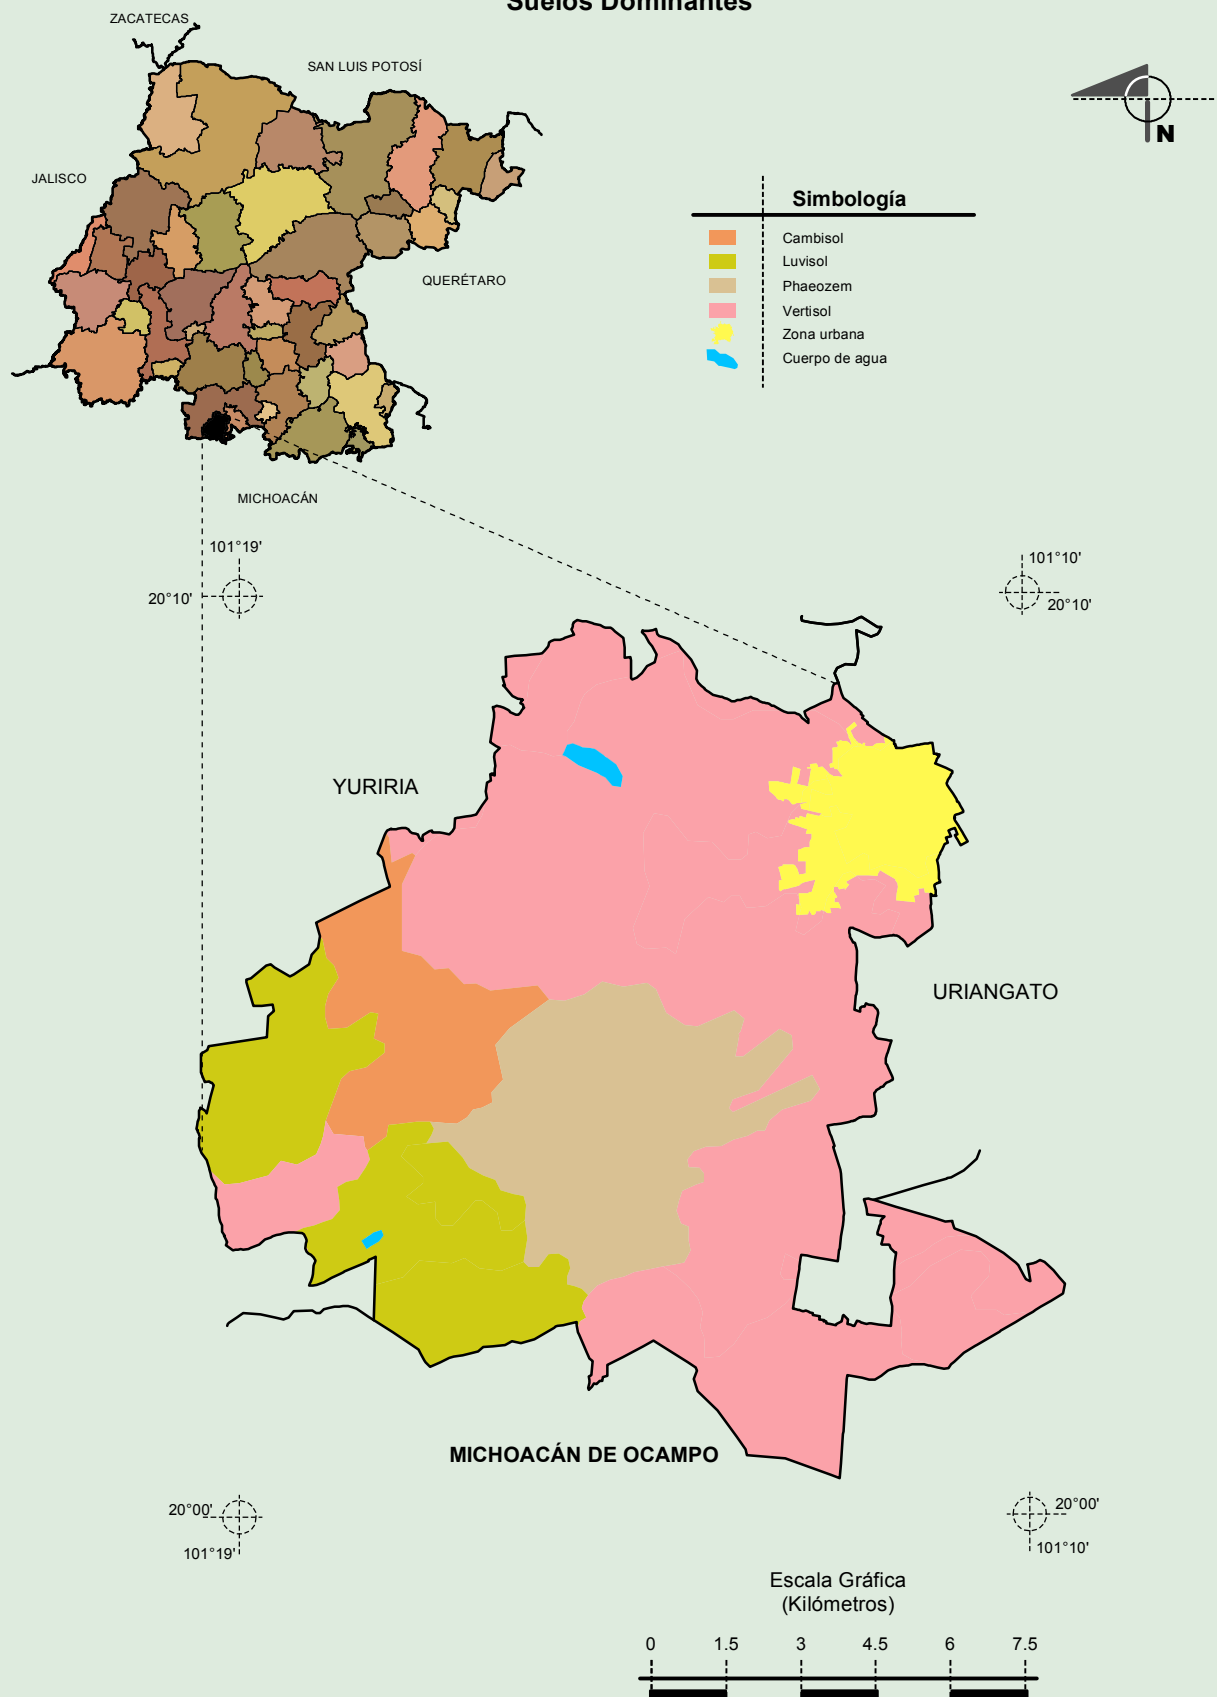 Suelos Dominantes
ZACATECAS
SAN LUIS POTOSÍ
JALISCO
QUERÉTARO
MICHOACÁN
N
Simbología
Cambisol
Luvisol
Phaeozem
Vertisol
Zona urbana
Cuerpo de agua
101°19'
20°10'
101°10'
20°10'
YURIRIA
URIANGATO
MICHOACÁN DE OCAMPO
20°00'
101°19'
20°00'
101°10'
Escala Gráfica
(Kilómetros)
0 1.5 3 4.5 6 7.5